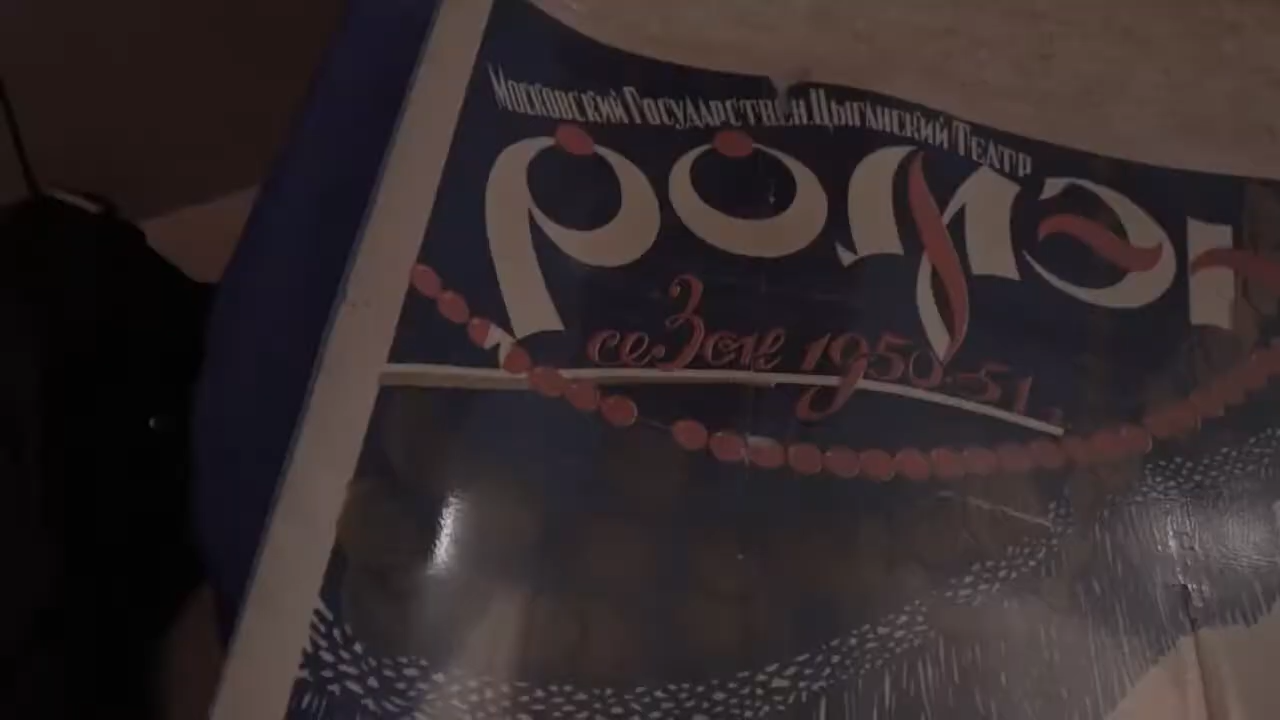 Московский Государствен. Цыганский Театр
Ромэн
сезон 1950-51